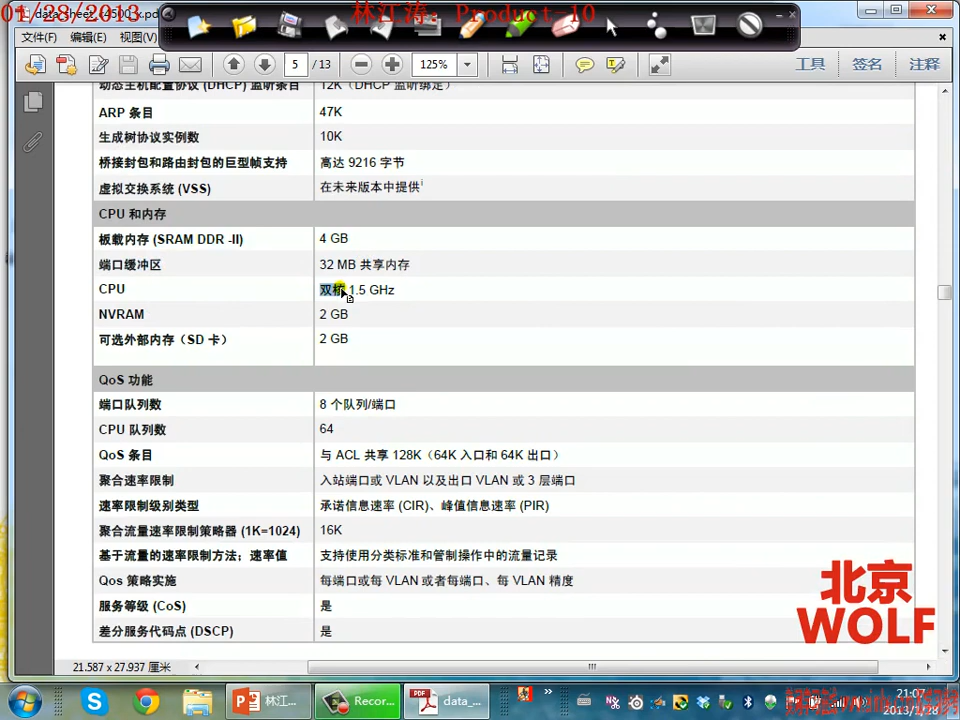 01/28/2013
林江涛：Product-10
文件(F) 编辑(E) 视图(V)
5 / 13 125% 工具 签名 注释
动态主机配置协议 (DHCP) 监听条目 12K（DHCP 监听绑定）
ARP 条目 47K
生成树协议实例数 10K
桥接封包和路由封包的巨型帧支持 高达 9216 字节
虚拟交换系统 (VSS) 在未来版本中提供i
CPU 和内存
板载内存 (SRAM DDR -II) 4 GB
端口缓冲区 32 MB 共享内存
CPU 双核 1.5 GHz
NVRAM 2 GB
可选外部内存（SD 卡） 2 GB
QoS 功能
端口队列数 8 个队列/端口
CPU 队列数 64
QoS 条目 与 ACL 共享 128K（64K 入口和 64K 出口）
聚合速率限制 入站端口或 VLAN 以及出口 VLAN 或 3 层端口
速率限制级别类型 承诺信息速率 (CIR)、峰值信息速率 (PIR)
聚合流量速率限制策略器 (1K=1024) 16K
基于流量的速率限制方法；速率值 支持使用分类标准和管制操作中的流量记录
Qos 策略实施 每端口或每 VLAN 或者每端口、每 VLAN 精度
服务等级 (CoS) 是
差分服务代码点 (DSCP) 是
北京
WOLF
21.587 x 27.937 厘米
林江... Recor... data_...
21:07
2013/1/28